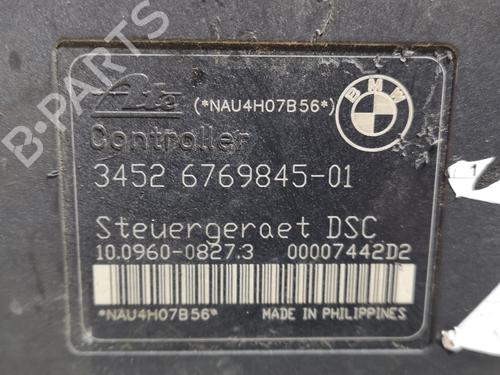 Ate (*NAU4H07B56*) BMW
Controller
3452 6769845-01
Steuergeraet DSC
10.0960-0827.3 00007442D2
*NAU4H07B56* MADE IN PHILIPPINES
B-PARTS
1